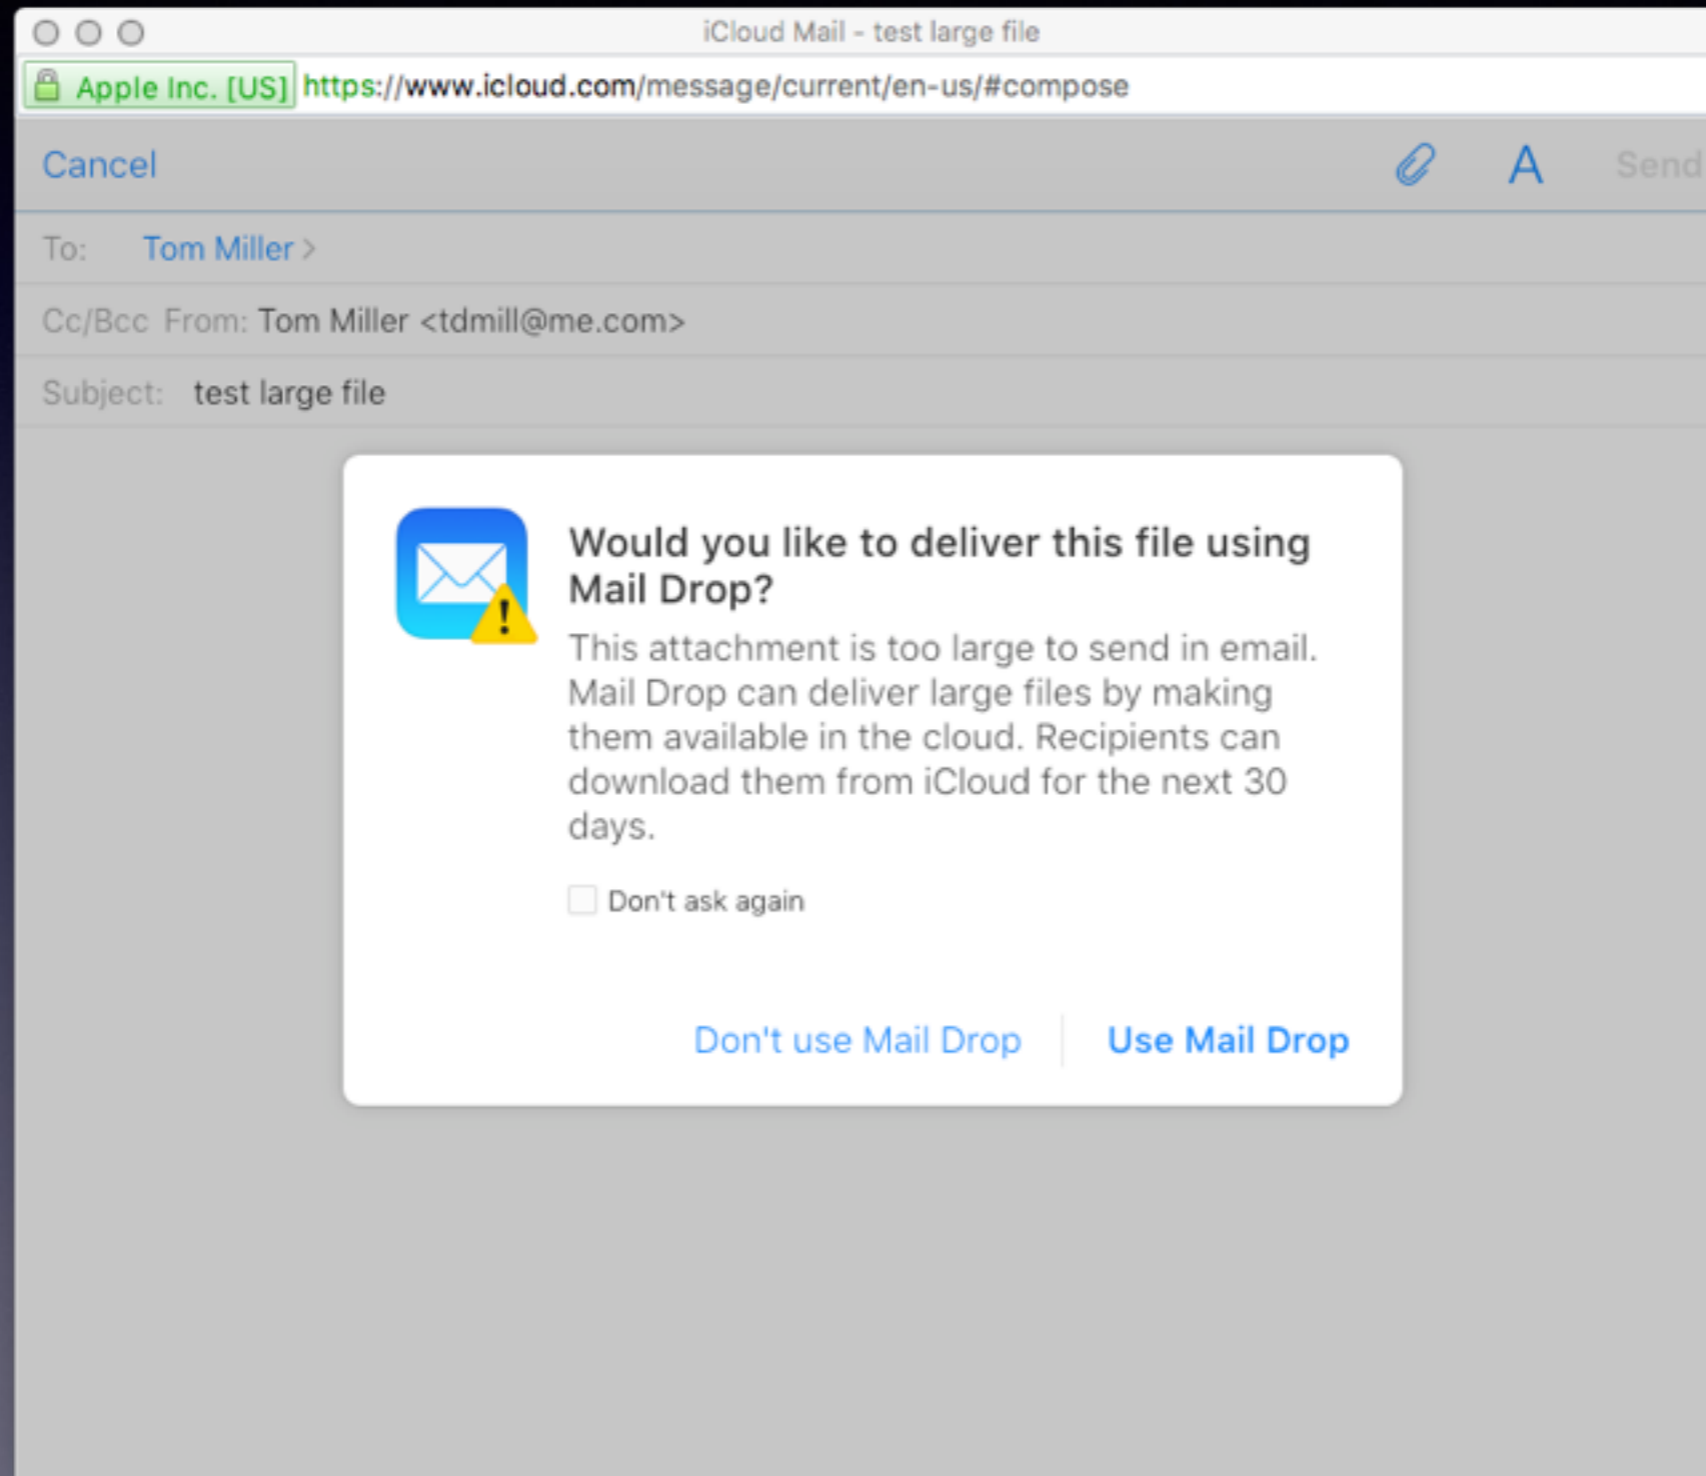 iCloud Mail - test large file
Apple Inc. [US] https://www.icloud.com/message/current/en-us/#compose
Cancel A Send
To: Tom Miller >
Cc/Bcc From: Tom Miller <tdmill@me.com>
Subject: test large file
Would you like to deliver this file using
Mail Drop?
This attachment is too large to send in email.
Mail Drop can deliver large files by making
them available in the cloud. Recipients can
download them from iCloud for the next 30
days.
Don't ask again
Don't use Mail Drop Use Mail Drop